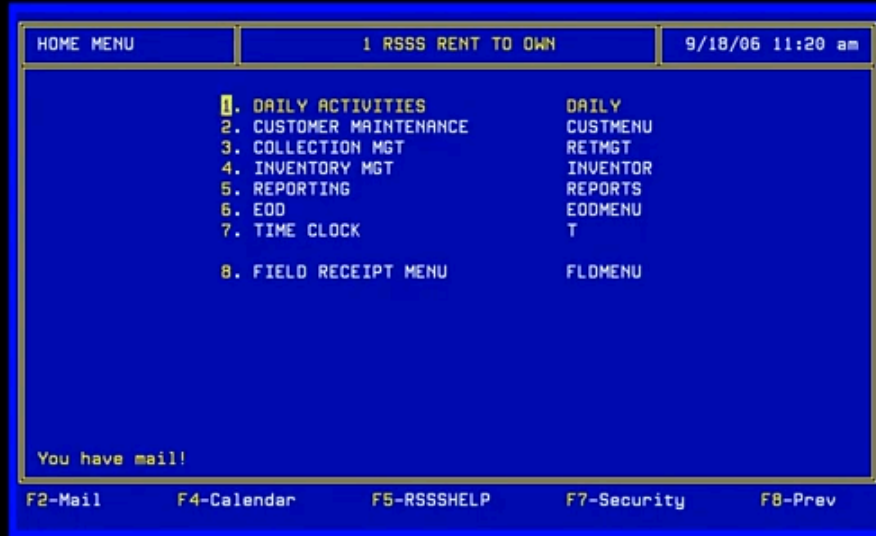 HOME MENU 1 RSSS RENT TO OWN 9/18/06 11:20 am
1. DAILY ACTIVITIES DAILY
2. CUSTOMER MAINTENANCE CUSTMENU
3. COLLECTION MGT RETMGT
4. INVENTORY MGT INVENTOR
5. REPORTING REPORTS
6. EOD EODMENU
7. TIME CLOCK T
8. FIELD RECEIPT MENU FLDMENU
You have mail!
F2-Mail F4-Calendar F5-RSSSHELP F7-Security F8-Prev